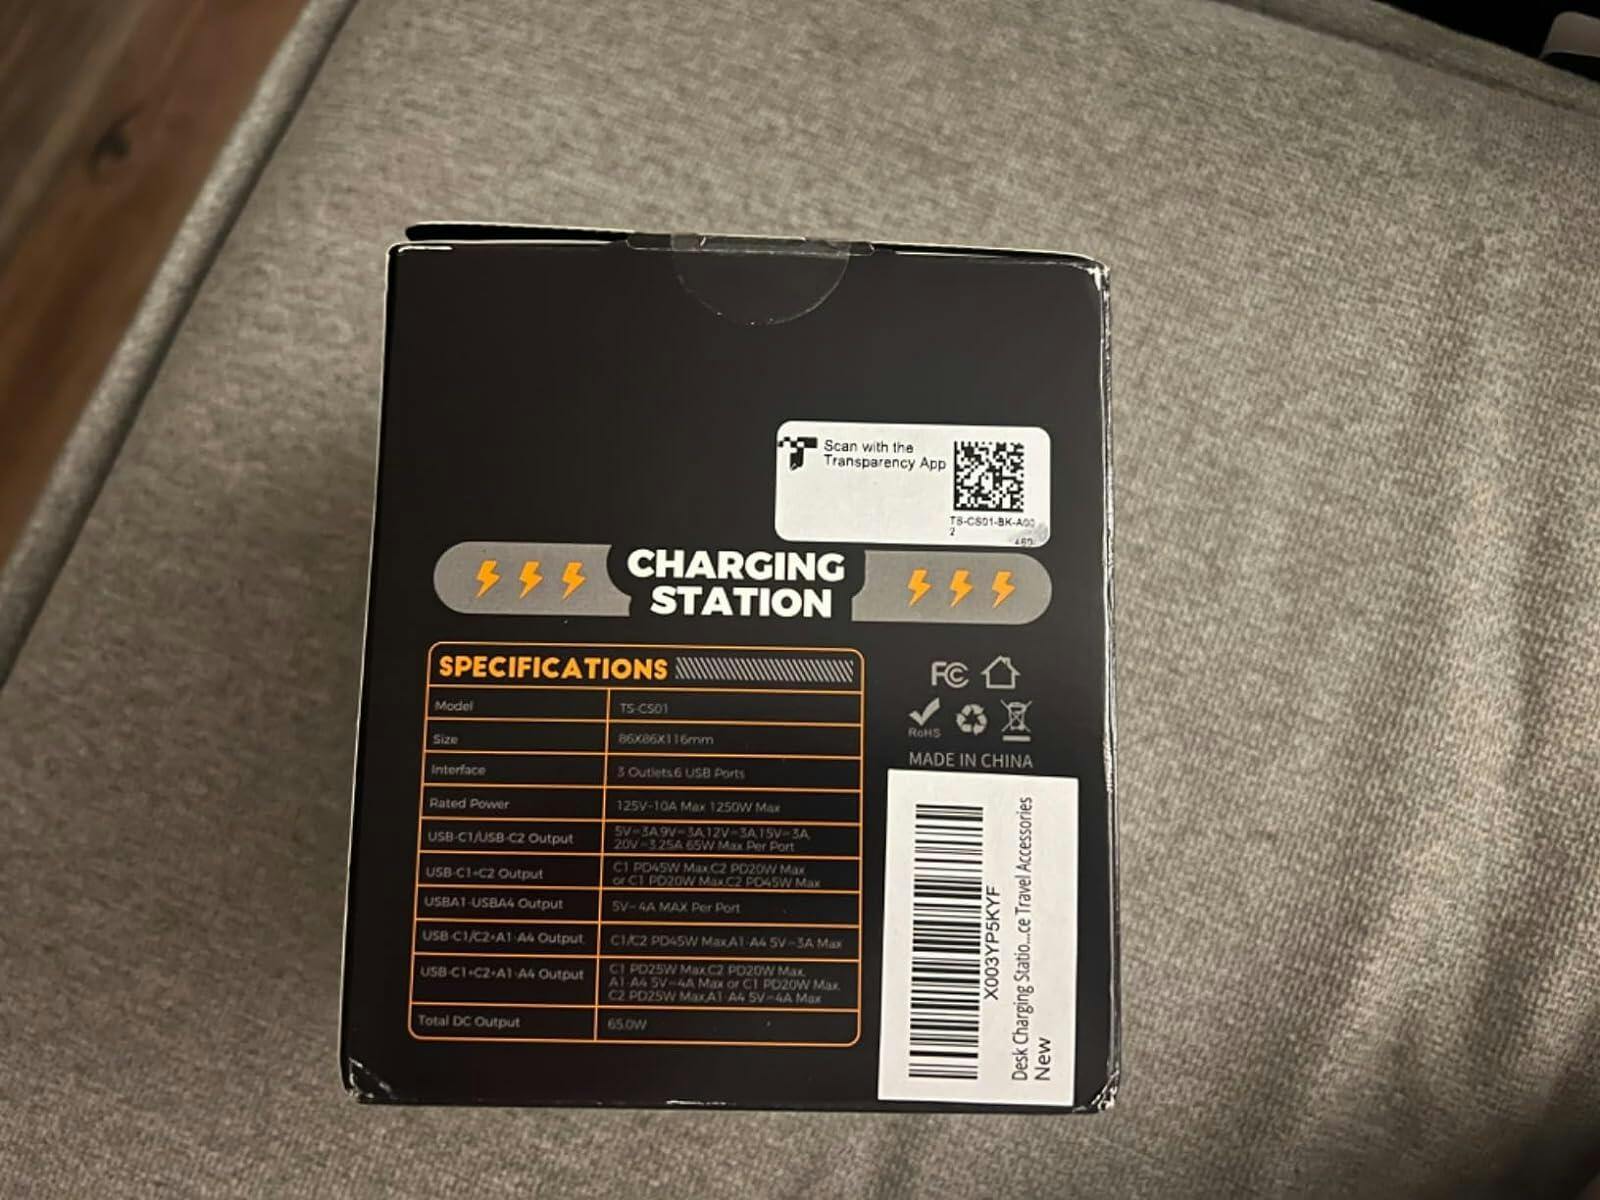 Scan with the
Transparency App
TS-CS01-BK-A00
2
CHARGING
STATION
SPECIFICATIONS
Model TS-CS01
Size 86X86X116mm
Interface 3 Outlets,6 USB Ports
Rated Power 125V~10A Max 1250W Max
USB-C1/USB-C2 Output 5V⎓3A,9V⎓3A,12V⎓3A,15V⎓3A,
20V⎓3.25A 65W Max Per Port
USB-C1+C2 Output C1 PD45W Max,C2 PD20W Max
or C1 PD20W Max,C2 PD45W Max
USBA1-USBA4 Output 5V⎓4A MAX Per Port
USB-C1/C2+A1-A4 Output C1/C2 PD45W Max,A1-A4 5V⎓3A Max
USB-C1+C2+A1-A4 Output C1 PD25W Max,C2 PD20W Max,
A1-A4 5V⎓4A Max or C1 PD20W Max,
C2 PD25W Max,A1-A4 5V⎓4A Max
Total DC Output 65.0W
FC
RoHS
MADE IN CHINA
X003YP5KYF
Desk Charging Statio...ce Travel Accessories
New